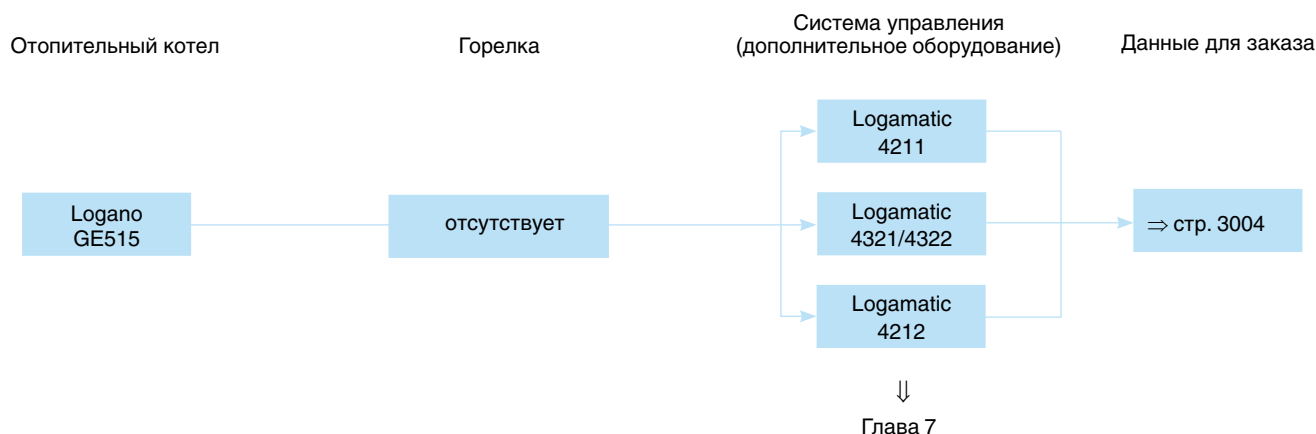 Отопительный котел
Горелка
Система управления
(дополнительное оборудование)
Данные для заказа
Logano
GE515
отсутствует
Logamatic
4211
Logamatic
4321/4322
Logamatic
4212
⇒ стр. 3004
⇓
Глава 7